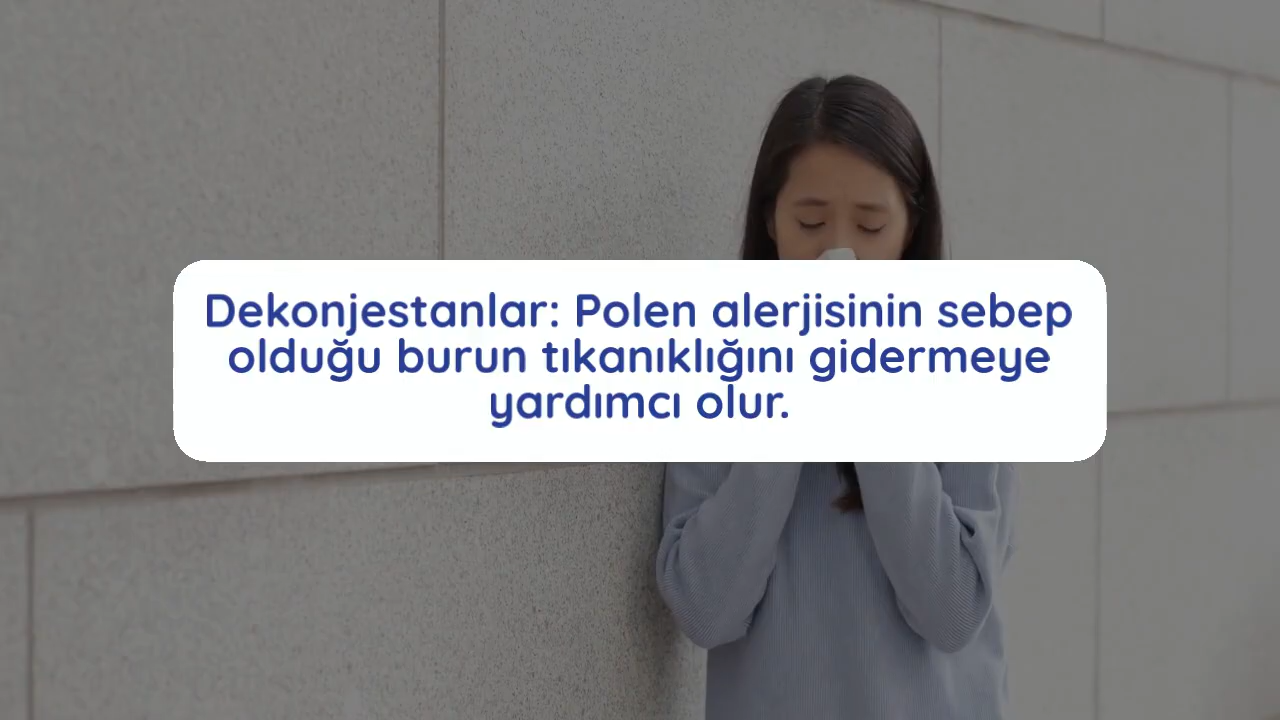 Dekonjestanlar: Polen alerjisinin sebep
olduğu burun tıkanıklığını gidermeye
yardımcı olur.